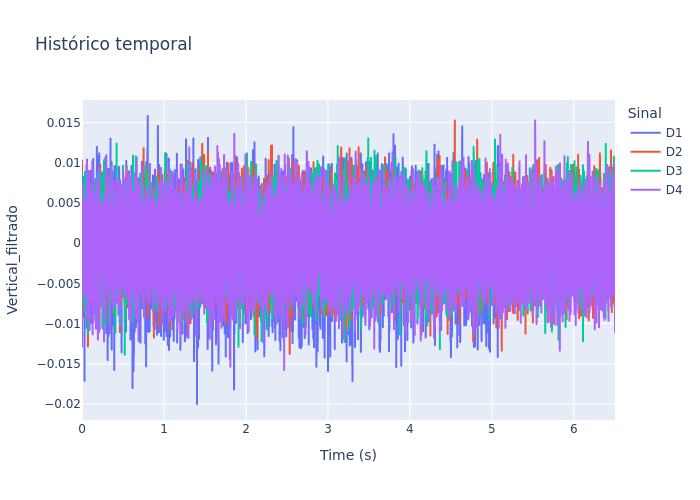 Histórico temporal
Sinal
D1
D2
D3
D4
0.015
0.01
0.005
0
−0.005
−0.01
−0.015
−0.02
Vertical_filtrado
0 1 2 3 4 5 6
Time (s)